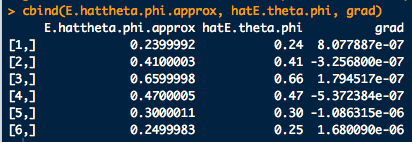 > cbind(E.hattheta.phi.approx, hatE.theta.phi, grad)
E.hattheta.phi.approx hatE.theta.phi grad
[1,] 0.2399992 0.24 8.077887e-07
[2,] 0.4100003 0.41 -3.256800e-07
[3,] 0.6599998 0.66 1.794517e-07
[4,] 0.4700005 0.47 -5.372384e-07
[5,] 0.3000011 0.30 -1.086315e-06
[6,] 0.2499983 0.25 1.680090e-06